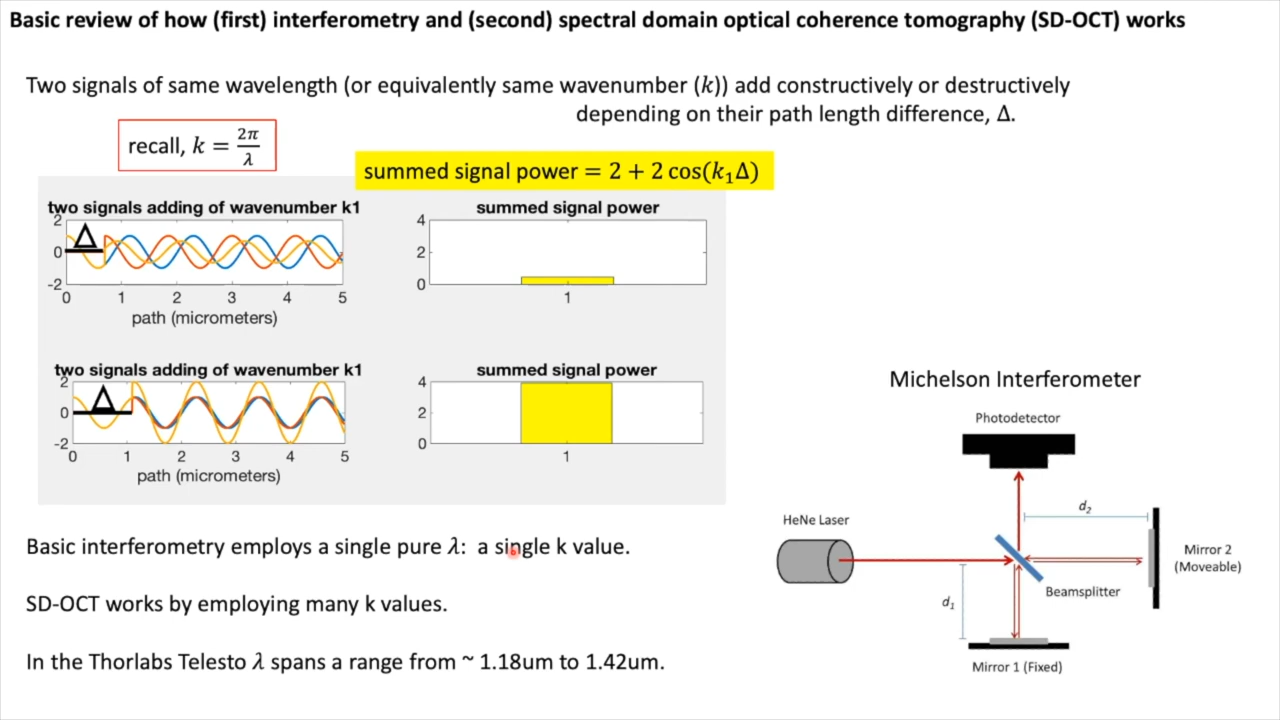 Basic review of how (first) interferometry and (second) spectral domain optical coherence tomography (SD-OCT) works
Two signals of same wavelength (or equivalently same wavenumber (k)) add constructively or destructively
depending on their path length difference, Δ.
recall, k = 2π/λ
summed signal power = 2 + 2 cos(k₁Δ)
two signals adding of wavenumber k1
2
0
-2
Δ
0 1 2 3 4 5
path (micrometers)
summed signal power
4
2
0
1
two signals adding of wavenumber k1
2
0
-2
Δ
0 1 2 3 4 5
path (micrometers)
summed signal power
4
2
0
1
Basic interferometry employs a single pure λ: a single k value.
SD-OCT works by employing many k values.
In the Thorlabs Telesto λ spans a range from ~ 1.18um to 1.42um.
Michelson Interferometer
Photodetector
HeNe Laser
d₂
Mirror 2
(Moveable)
Beamsplitter
d₁
Mirror 1 (Fixed)